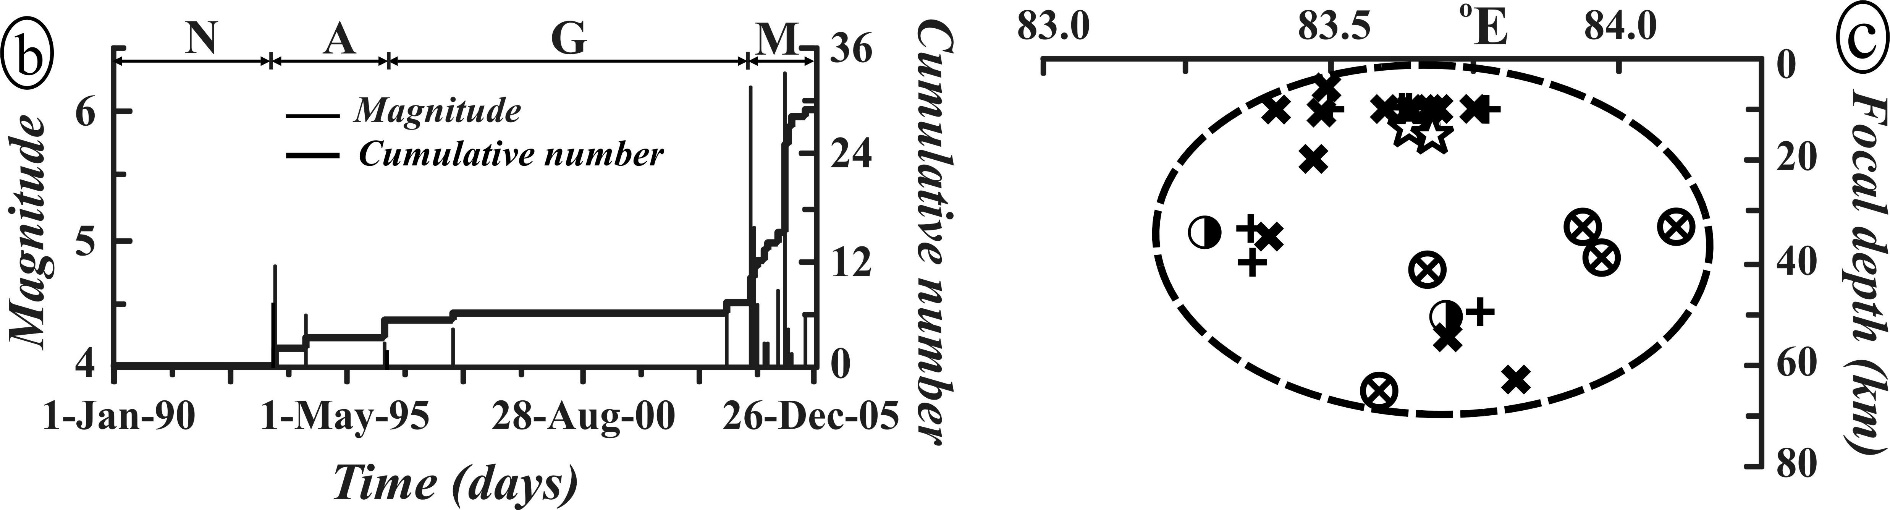 b
N A G M
Magnitude
6
5
4
Magnitude
Cumulative number
36
24
12
0
Cumulative number
1-Jan-90 1-May-95 28-Aug-00 26-Dec-05
Time (days)
c
83.0 83.5 °E 84.0
0
20
40
60
80
Focal depth (km)